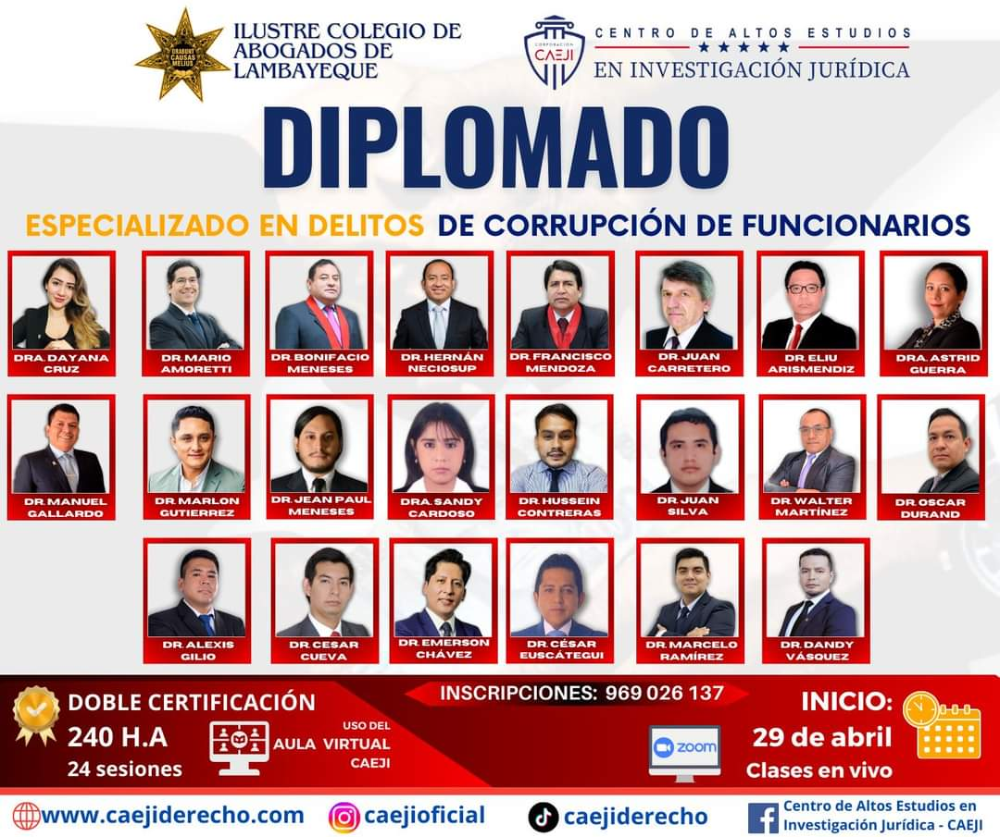 ORABUNT
CAUSAS
MELIUS
ILUSTRE COLEGIO DE
ABOGADOS DE
LAMBAYEQUE
CORPORACIÓN
CAEJI
CENTRO DE ALTOS ESTUDIOS
EN INVESTIGACIÓN JURÍDICA
DIPLOMADO
ESPECIALIZADO EN DELITOS DE CORRUPCIÓN DE FUNCIONARIOS
DRA. DAYANA
CRUZ
DR. MARIO
AMORETTI
DR. BONIFACIO
MENESES
DR. HERNÁN
NECIOSUP
DR. FRANCISCO
MENDOZA
DR. JUAN
CARRETERO
DR. ELIU
ARISMENDIZ
DRA. ASTRID
GUERRA
DR. MANUEL
GALLARDO
DR. MARLON
GUTIERREZ
DR. JEAN PAUL
MENESES
DRA. SANDY
CARDOSO
DR. HUSSEIN
CONTRERAS
DR. JUAN
SILVA
DR. WALTER
MARTÍNEZ
DR. OSCAR
DURAND
DR. ALEXIS
GILIO
DR. CESAR
CUEVA
DR. EMERSON
CHÁVEZ
DR. CÉSAR
EUSCÁTEGUI
DR. MARCELO
RAMÍREZ
DR. DANDY
VÁSQUEZ
DOBLE CERTIFICACIÓN
240 H.A
24 sesiones
USO DEL
AULA VIRTUAL
CAEJI
INSCRIPCIONES: 969 026 137
zoom
INICIO:
29 de abril
Clases en vivo
www.caejiderecho.com
caejioficial
caejiderecho
Centro de Altos Estudios en
Investigación Jurídica - CAEJI